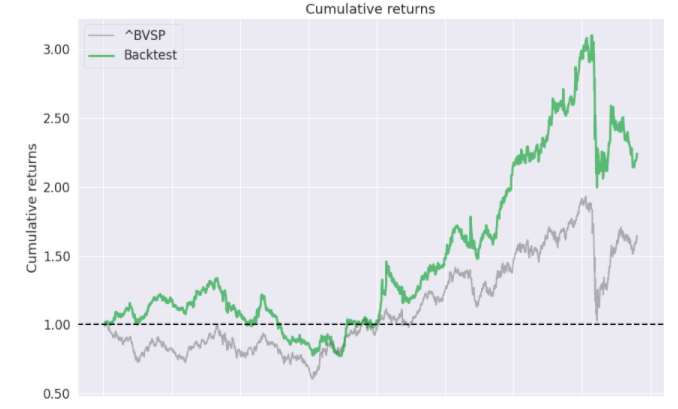 Cumulative returns
^BVSP
Backtest
3.00
2.50
2.00
1.50
1.00
0.50
Cumulative returns